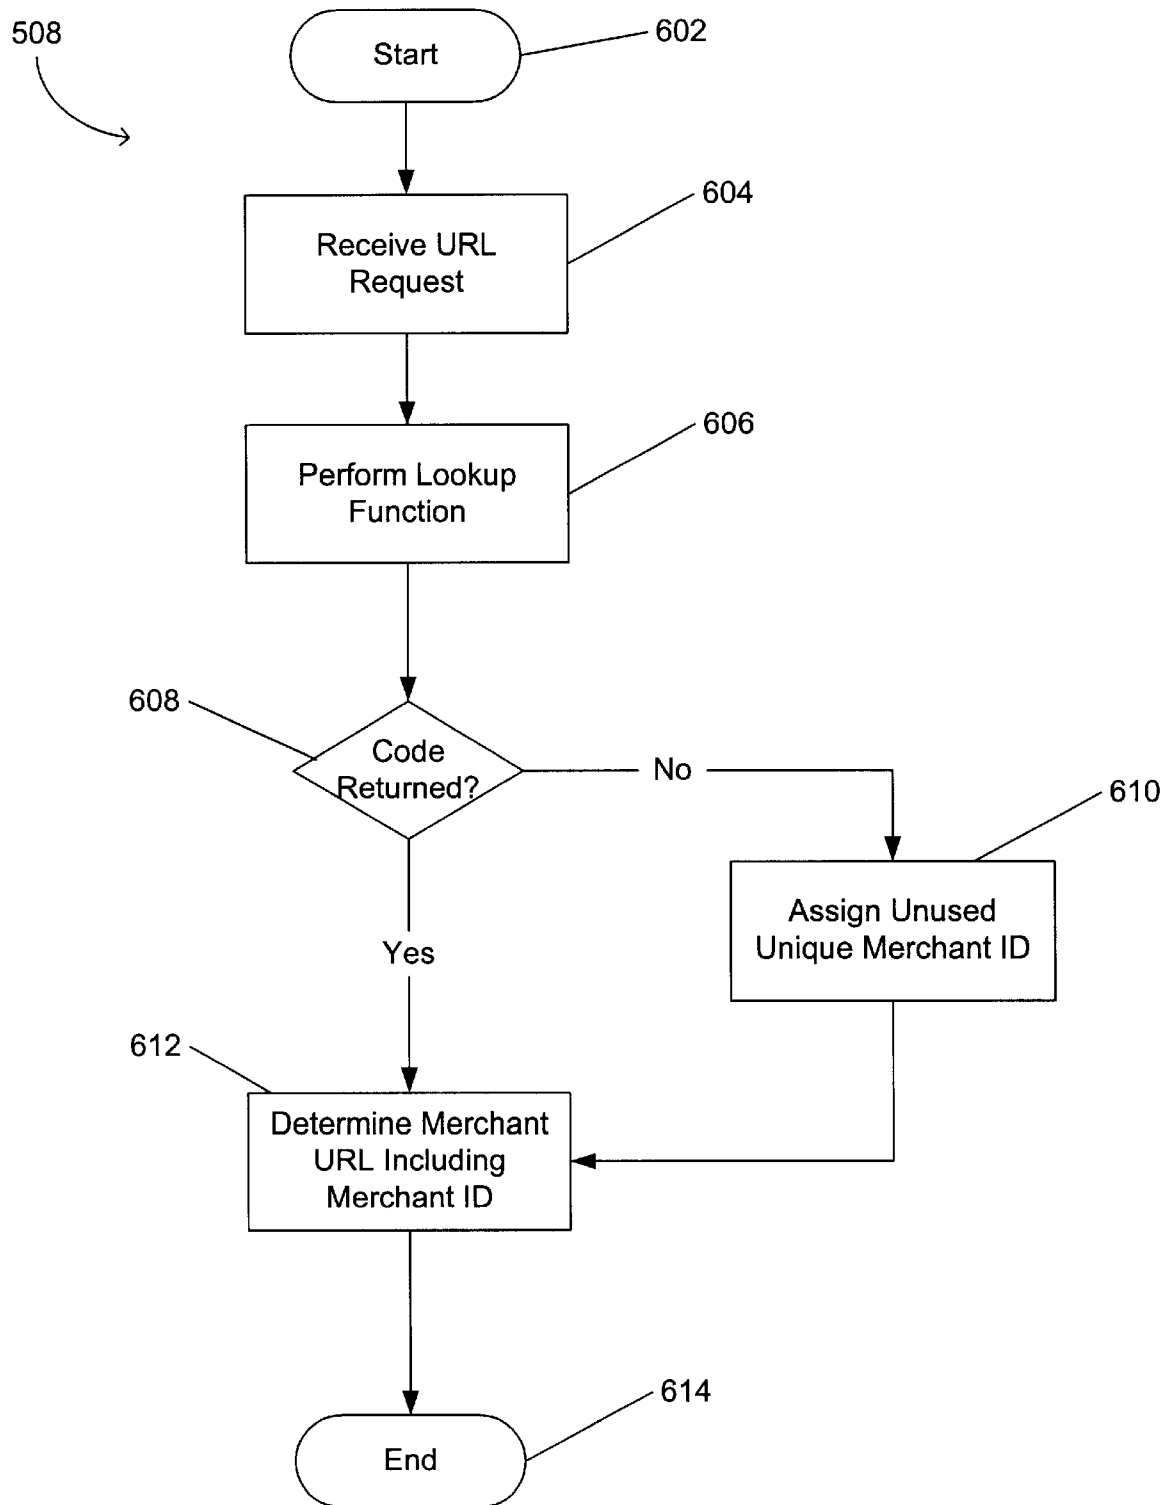 508
Start
602
Receive URL
Request
604
Perform Lookup
Function
606
608
Code
Returned?
No
610
Assign Unused
Unique Merchant ID
Yes
612
Determine Merchant
URL Including
Merchant ID
614
End